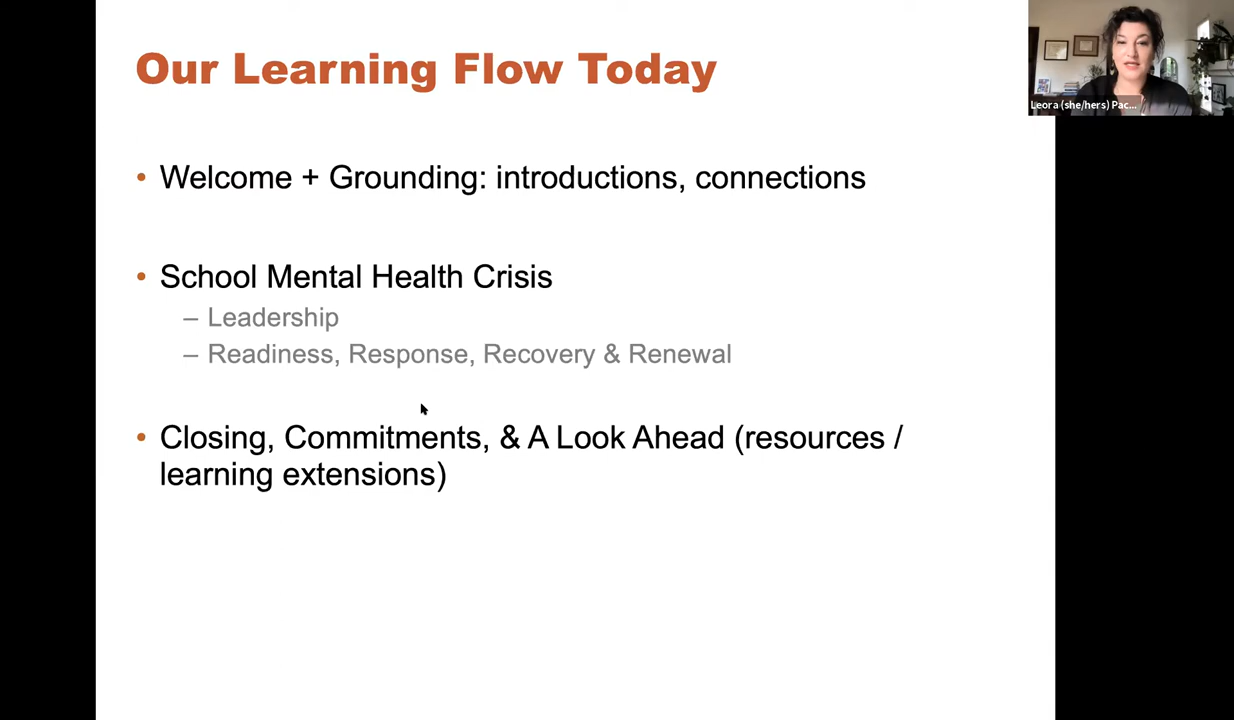 Our Learning Flow Today
• Welcome + Grounding: introductions, connections
• School Mental Health Crisis
– Leadership
– Readiness, Response, Recovery & Renewal
• Closing, Commitments, & A Look Ahead (resources /
learning extensions)
Leora (she/hers) Pac...